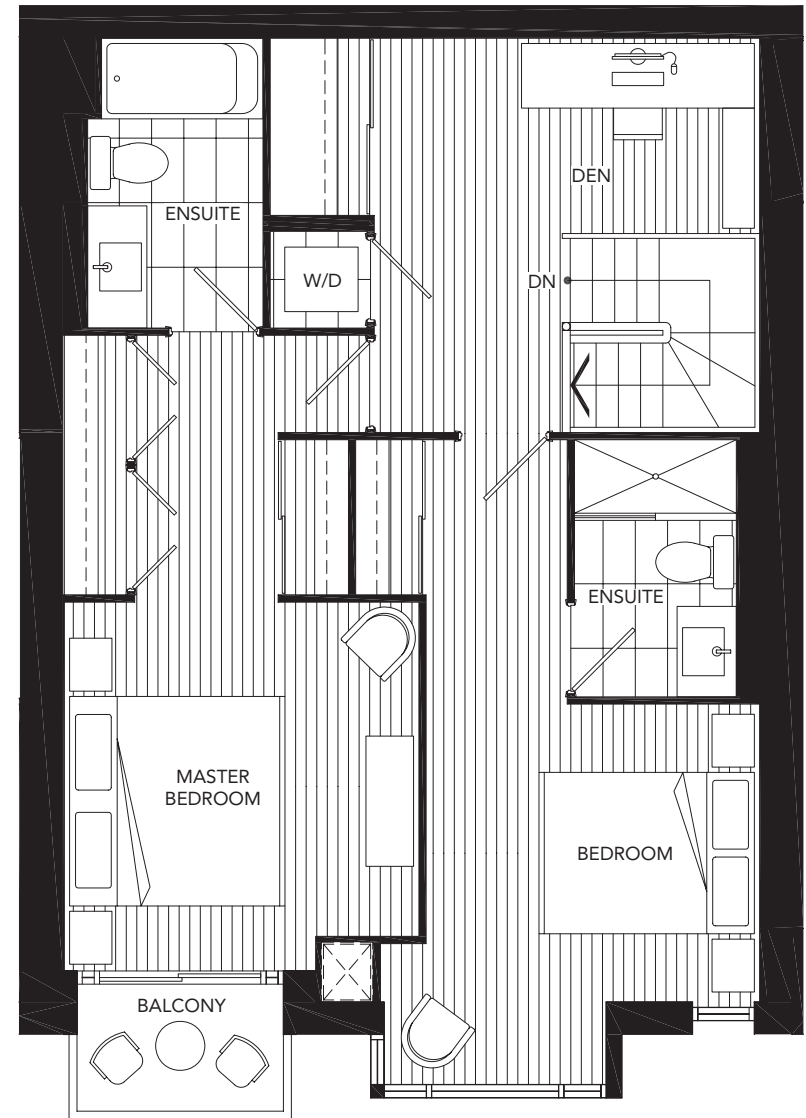 DEN
ENSUITE
W/D
DN
ENSUITE
MASTER
BEDROOM
BEDROOM
BALCONY